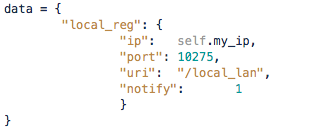 data = {
"local_reg": {
"ip": self.my_ip,
"port": 10275,
"uri": "/local_lan",
"notify": 1
}
}